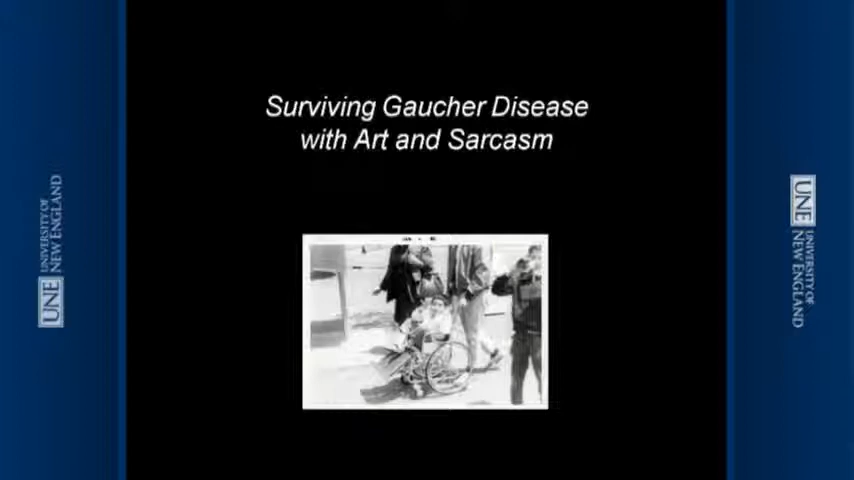 Surviving Gaucher Disease
with Art and Sarcasm
UNE
UNIVERSITY OF
NEW ENGLAND
UNE
UNIVERSITY OF
NEW ENGLAND